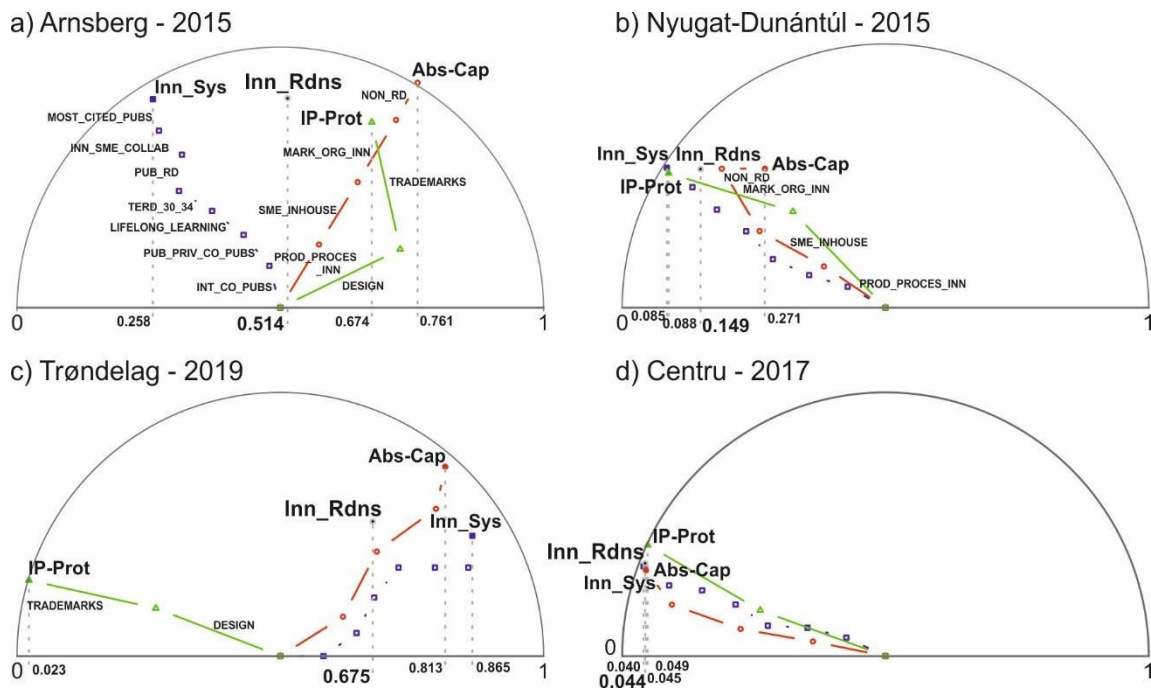 a) Arnsberg - 2015
Inn_Sys
Inn_Rdns
Abs-Cap
NON_RD
MOST_CITED_PUBS
IP-Prot
INN_SME_COLLAB
MARK_ORG_INN
PUB_RD
TRADEMARKS
TERD_30_34
SME_INHOUSE
LIFELONG_LEARNING
PUB_PRIV_CO_PUBS
PROD_PROCES
_INN
INT_CO_PUBS
DESIGN
0
0.258
0.514
0.674
0.761
1
b) Nyugat-Dunántúl - 2015
Inn_Sys
Inn_Rdns
Abs-Cap
IP-Prot
NON_RD
MARK_ORG_INN
SME_INHOUSE
PROD_PROCES_INN
0
0.085
0.088
0.149
0.271
1
c) Trøndelag - 2019
Abs-Cap
Inn_Rdns
Inn_Sys
IP-Prot
TRADEMARKS
DESIGN
0
0.023
0.675
0.813
0.865
1
d) Centru - 2017
IP-Prot
Inn_Rdns
Abs-Cap
Inn_Sys
0
0.040
0.049
0.044
0.045
1